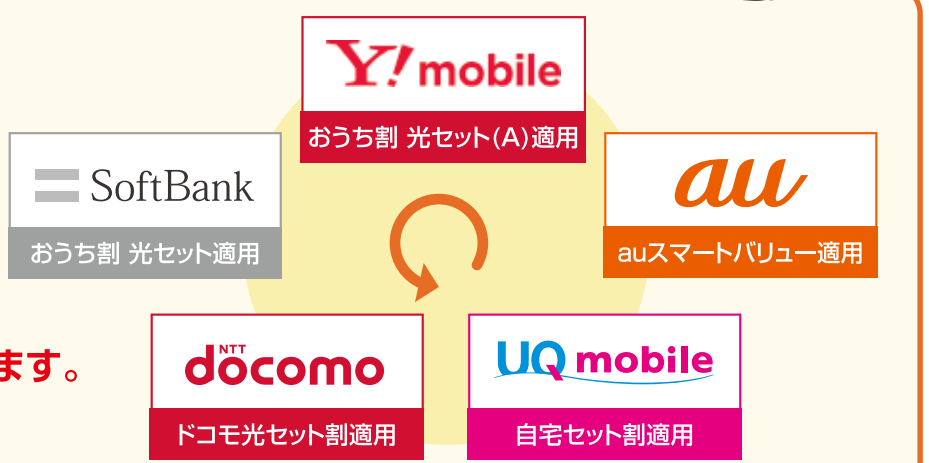 Y!mobile
おうち割 光セット(A)適用
SoftBank
おうち割 光セット適用
au
auスマートバリュー適用
ます。
NTT
docomo
ドコモ光セット割適用
UQ mobile
自宅セット割適用